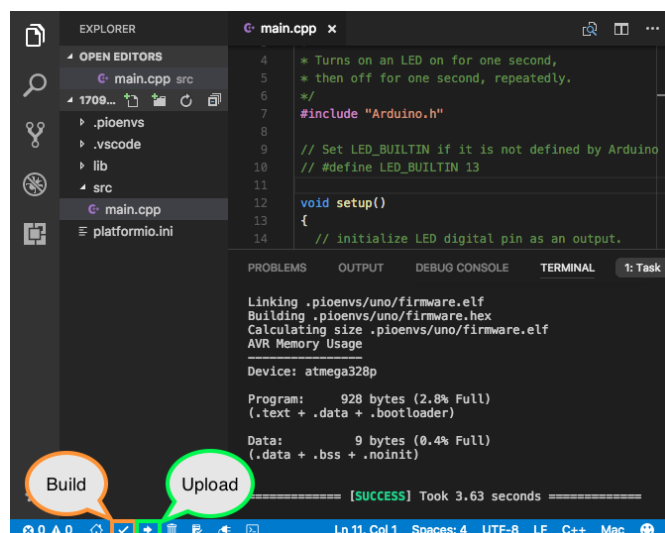 EXPLORER
OPEN EDITORS
main.cpp src
1709...
.pioenvs
.vscode
lib
src
main.cpp
platformio.ini
main.cpp
4 * Turns on an LED on for one second,
5 * then off for one second, repeatedly.
6 */
7 #include "Arduino.h"
8
9 // Set LED_BUILTIN if it is not defined by Arduino
10 // #define LED_BUILTIN 13
11
12 void setup()
13 {
14 // initialize LED digital pin as an output.
PROBLEMS OUTPUT DEBUG CONSOLE TERMINAL 1: Task
Linking .pioenvs/uno/firmware.elf
Building .pioenvs/uno/firmware.hex
Calculating size .pioenvs/uno/firmware.elf
AVR Memory Usage
----------------
Device: atmega328p
Program: 928 bytes (2.8% Full)
(.text + .data + .bootloader)
Data: 9 bytes (0.4% Full)
(.data + .bss + .noinit)
============= [SUCCESS] Took 3.63 seconds =============
Build
Upload
0 0 Ln 11, Col 1 Spaces: 4 UTF-8 LF C++ Mac